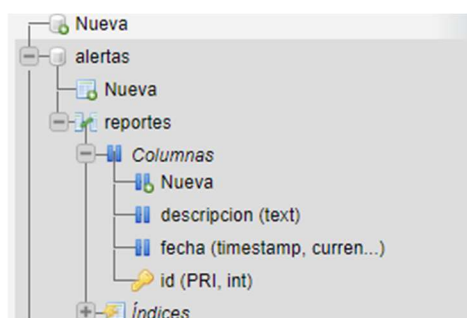 Nueva
alertas
Nueva
reportes
Columnas
Nueva
descripcion (text)
fecha (timestamp, curren...)
id (PRI, int)
Índices